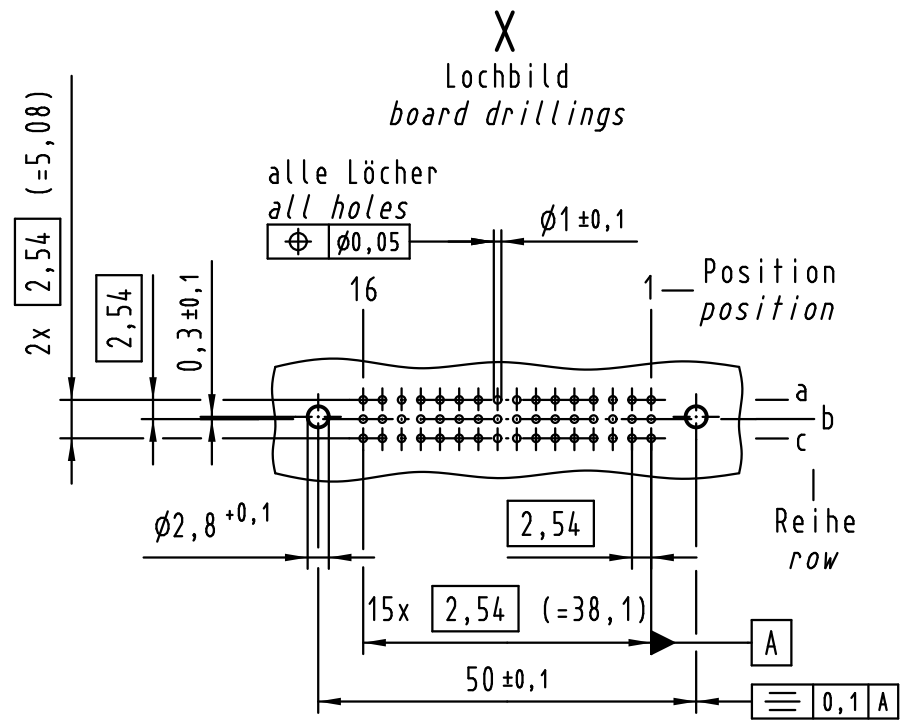 X
Lochbild
board drillings
alle Löcher
all holes
⌖ ⌀0,05
⌀1 ±0,1
2x 2,54 (=5,08)
2,54
0,3 ±0,1
16
1
Position
position
a
b
c
Reihe
row
⌀2,8 +0,1
2,54
15x 2,54 (=38,1)
A
50 ±0,1
⌯ 0,1 A